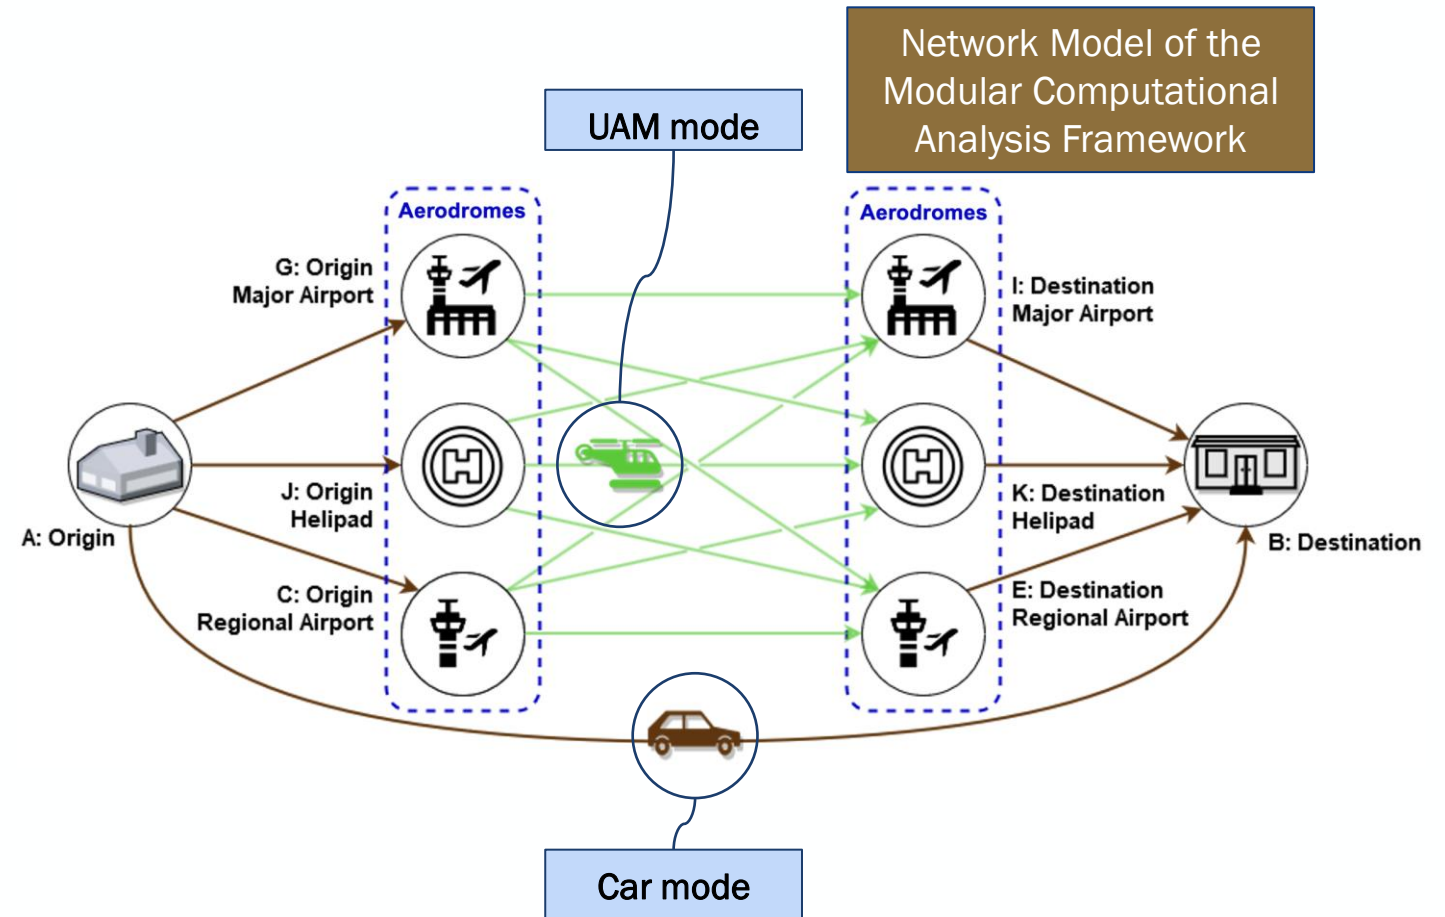 Network Model of the
Modular Computational
Analysis Framework
UAM mode
Aerodromes
Aerodromes
G: Origin
Major Airport
I: Destination
Major Airport
H
H
J: Origin
Helipad
K: Destination
Helipad
A: Origin
B: Destination
C: Origin
Regional Airport
E: Destination
Regional Airport
Car mode